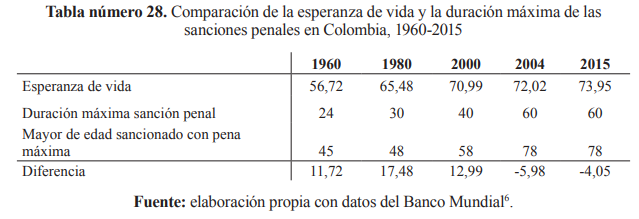 Tabla número 28. Comparación de la esperanza de vida y la duración máxima de las
sanciones penales en Colombia, 1960-2015
1960 1980 2000 2004 2015
Esperanza de vida 56,72 65,48 70,99 72,02 73,95
Duración máxima sanción penal 24 30 40 60 60
Mayor de edad sancionado con pena
máxima 45 48 58 78 78
Diferencia 11,72 17,48 12,99 -5,98 -4,05
Fuente: elaboración propia con datos del Banco Mundial⁶.